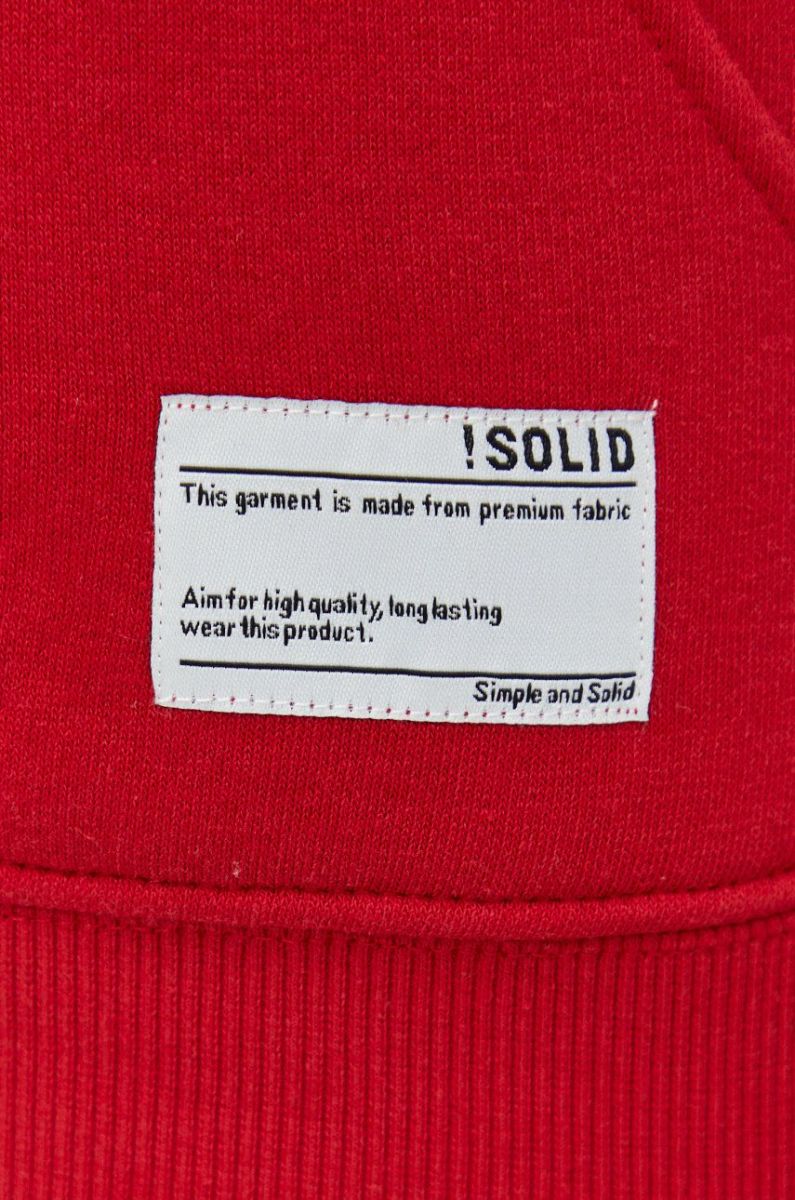 !SOLID
This garment is made from premium fabric
Aim for high quality, long lasting
wear this product.
Simple and Solid